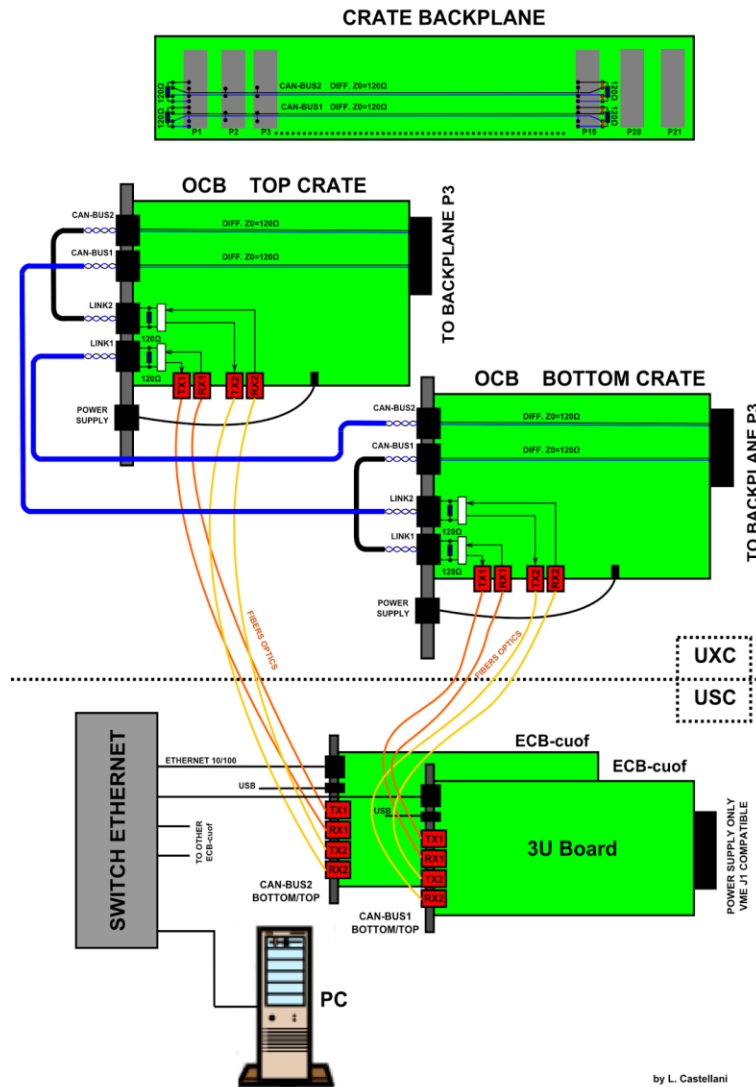 CRATE BACKPLANE
120Ω
120Ω
CAN-BUS2 DIFF. Z0=120Ω
CAN-BUS1 DIFF. Z0=120Ω
120Ω
120Ω
P1
P2
P3
P19
P20
P21
OCB TOP CRATE
CAN-BUS2
DIFF. Z0=120Ω
CAN-BUS1
DIFF. Z0=120Ω
LINK2
120Ω
LINK1
120Ω
TX1
RX1
TX2
RX2
POWER
SUPPLY
TO BACKPLANE P3
OCB BOTTOM CRATE
CAN-BUS2
DIFF. Z0=120Ω
CAN-BUS1
DIFF. Z0=120Ω
LINK2
120Ω
LINK1
120Ω
TX1
RX1
TX2
RX2
POWER
SUPPLY
TO BACKPLANE P3
FIBERS OPTICS
FIBERS OPTICS
UXC
USC
SWITCH ETHERNET
ETHERNET 10/100
USB
TO OTHER
ECB-cuof
ECB-cuof
TX1
RX1
TX2
RX2
CAN-BUS2
BOTTOM/TOP
ECB-cuof
USB
TX1
RX1
TX2
RX2
3U Board
CAN-BUS1
BOTTOM/TOP
POWER SUPPLY ONLY
VME J1 COMPATIBLE
PC
by L. Castellani